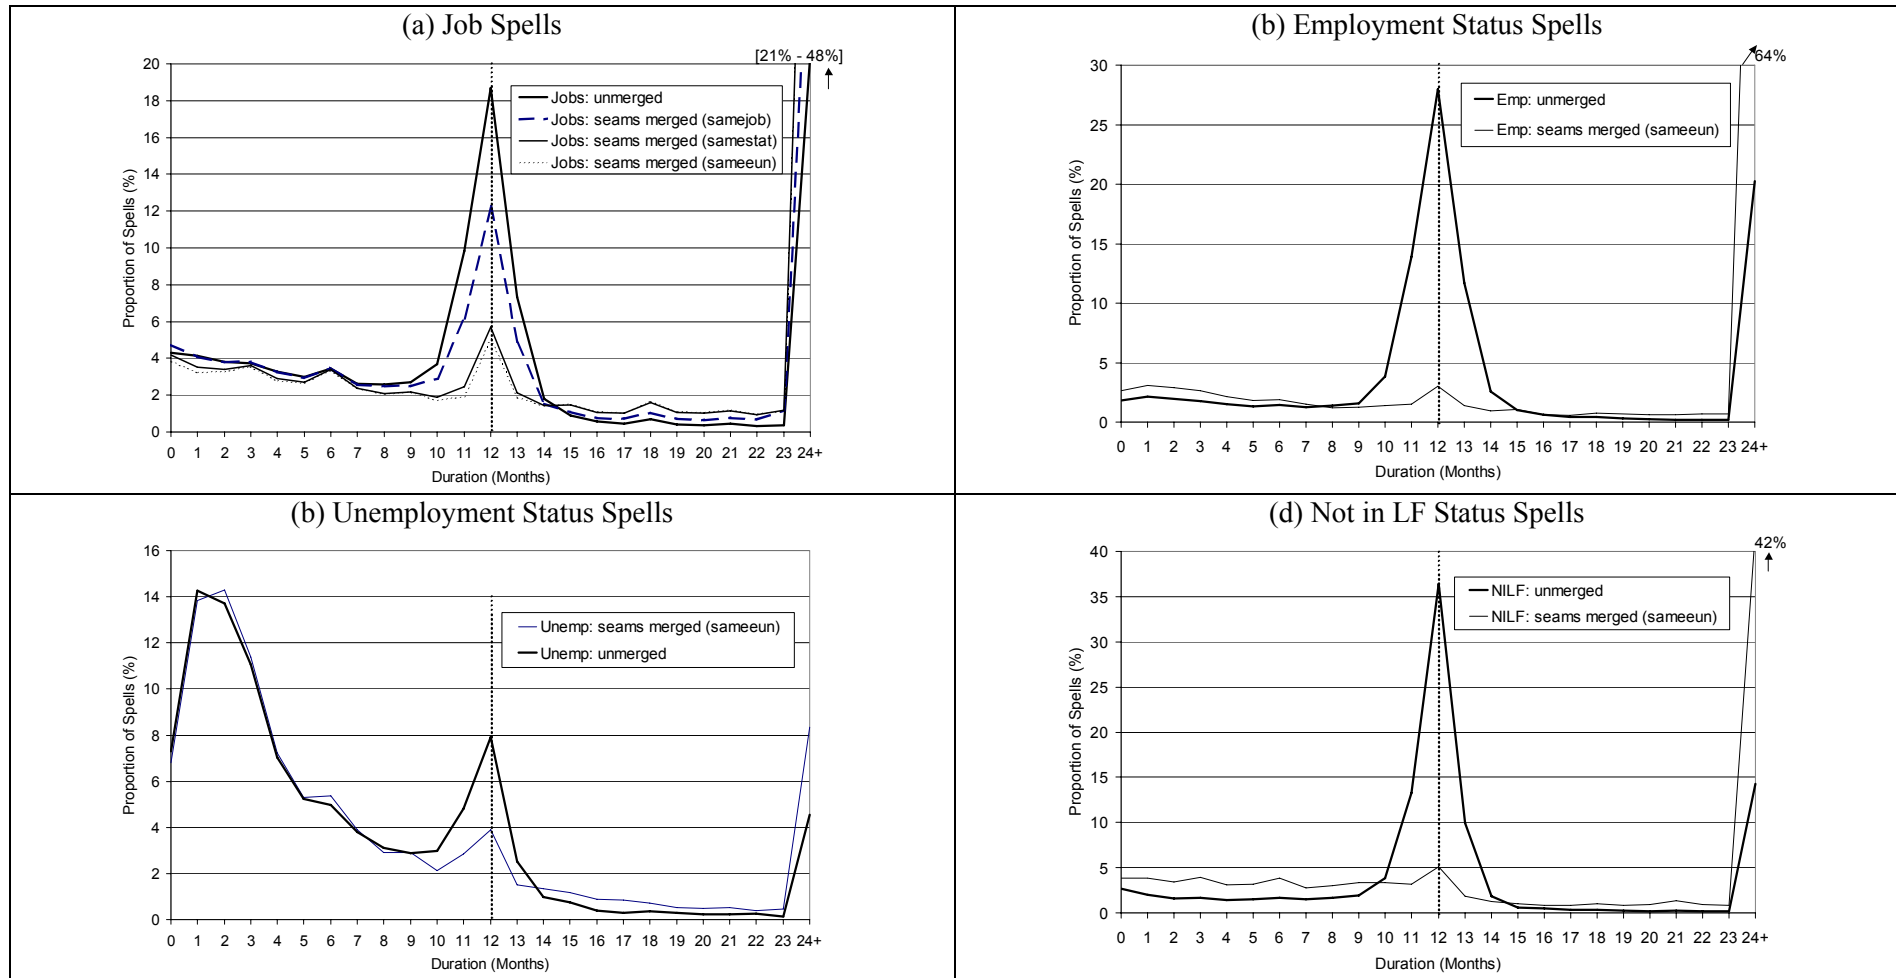 (a) Job Spells
[21% - 48%]
20
18
16
14
12
10
8
6
4
2
0
Proportion of Spells (%)
Jobs: unmerged
Jobs: seams merged (samejob)
Jobs: seams merged (samestat)
Jobs: seams merged (sameeun)
0 1 2 3 4 5 6 7 8 9 10 11 12 13 14 15 16 17 18 19 20 21 22 23 24+
Duration (Months)
(b) Employment Status Spells
64%
30
25
20
15
10
5
0
Proportion of Spells (%)
Emp: unmerged
Emp: seams merged (sameeun)
0 1 2 3 4 5 6 7 8 9 10 11 12 13 14 15 16 17 18 19 20 21 22 23 24+
Duration (Months)
(b) Unemployment Status Spells
16
14
12
10
8
6
4
2
0
Proportion of Spells (%)
Unemp: seams merged (sameeun)
Unemp: unmerged
0 1 2 3 4 5 6 7 8 9 10 11 12 13 14 15 16 17 18 19 20 21 22 23 24+
Duration (Months)
(d) Not in LF Status Spells
42%
40
35
30
25
20
15
10
5
0
Proportion of Spells (%)
NILF: unmerged
NILF: seams merged (sameeun)
0 1 2 3 4 5 6 7 8 9 10 11 12 13 14 15 16 17 18 19 20 21 22 23 24+
Duration (Months)